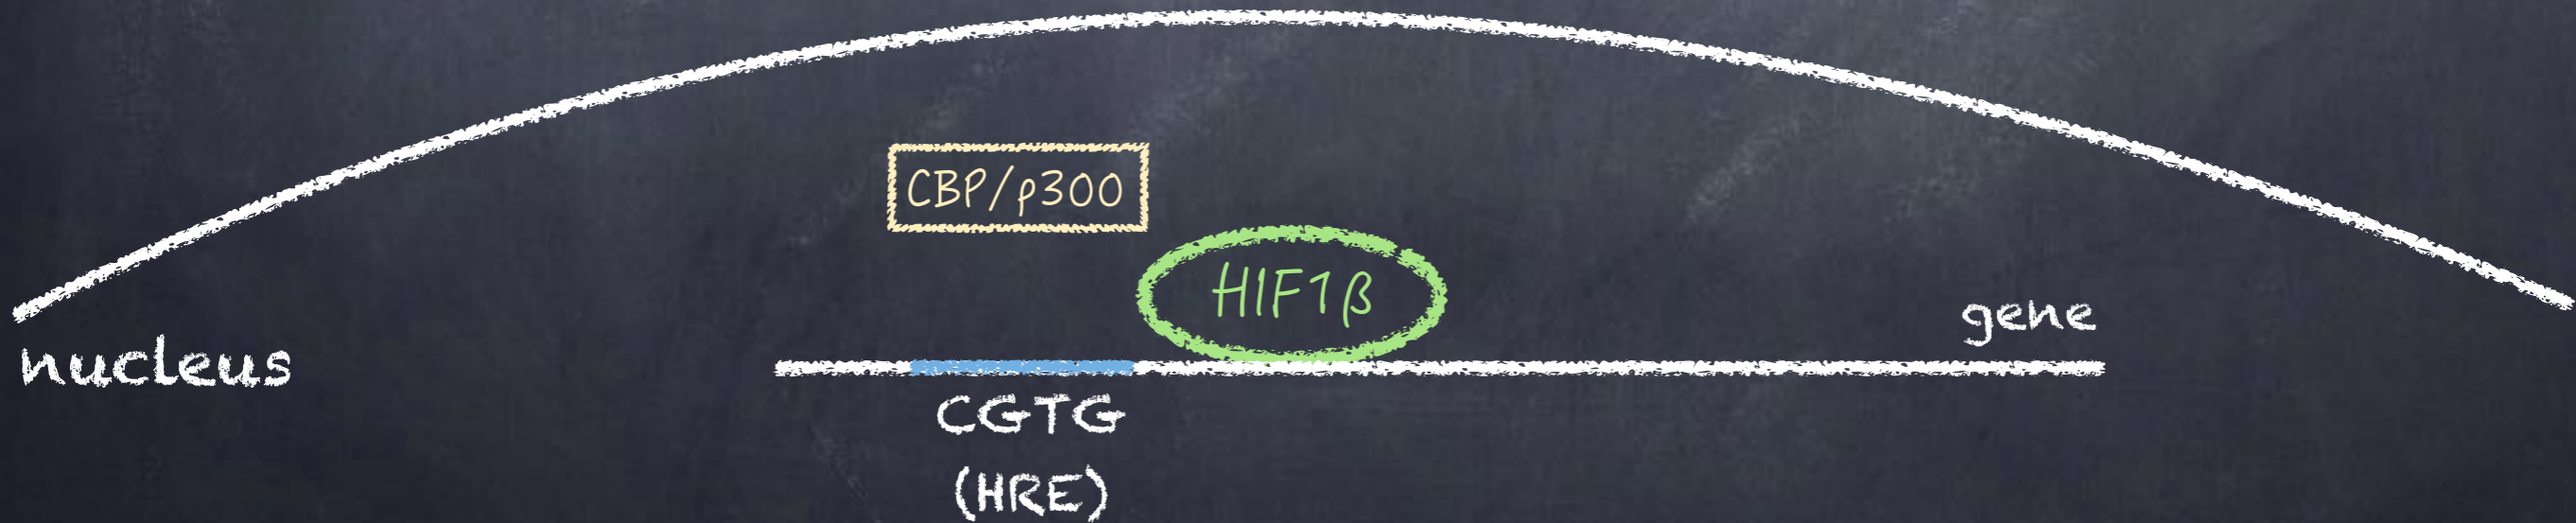 CBP/p300
HIF1β
gene
nucleus
CGTG
(HRE)